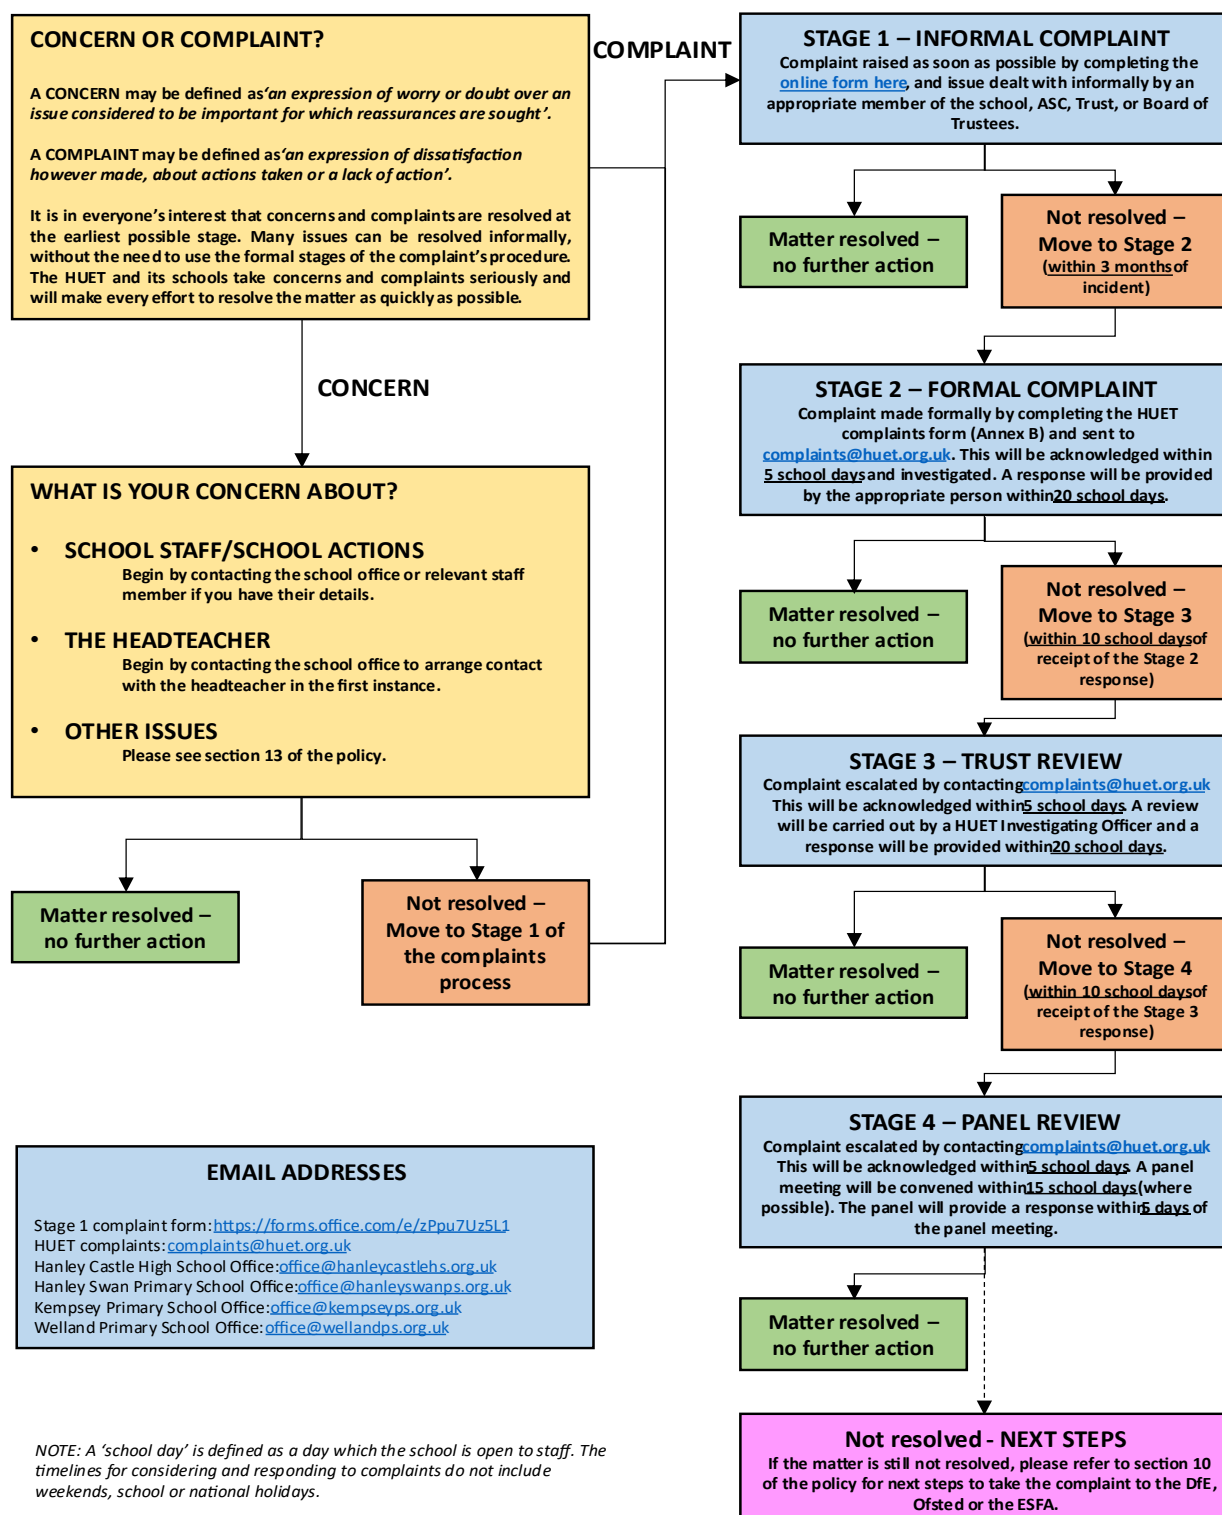 CONCERN OR COMPLAINT?
A CONCERN may be defined as ‘an expression of worry or doubt over an
issue considered to be important for which reassurances are sought’.
A COMPLAINT may be defined as ‘an expression of dissatisfaction
however made, about actions taken or a lack of action’.
It is in everyone’s interest that concerns and complaints are resolved at
the earliest possible stage. Many issues can be resolved informally,
without the need to use the formal stages of the complaint’s procedure.
The HUET and its schools take concerns and complaints seriously and
will make every effort to resolve the matter as quickly as possible.
CONCERN
WHAT IS YOUR CONCERN ABOUT?
• SCHOOL STAFF/SCHOOL ACTIONS
Begin by contacting the school office or relevant staff
member if you have their details.
• THE HEADTEACHER
Begin by contacting the school office to arrange contact
with the headteacher in the first instance.
• OTHER ISSUES
Please see section 13 of the policy.
Matter resolved –
no further action
Not resolved –
Move to Stage 1 of
the complaints
process
COMPLAINT
STAGE 1 – INFORMAL COMPLAINT
Complaint raised as soon as possible by completing the
online form here, and issue dealt with informally by an
appropriate member of the school, ASC, Trust, or Board of
Trustees.
Matter resolved –
no further action
Not resolved –
Move to Stage 2
(within 3 months of
incident)
STAGE 2 – FORMAL COMPLAINT
Complaint made formally by completing the HUET
complaints form (Annex B) and sent to
complaints@huet.org.uk. This will be acknowledged within
5 school days and investigated. A response will be provided
by the appropriate person within 20 school days.
Matter resolved –
no further action
Not resolved –
Move to Stage 3
(within 10 school days of
receipt of the Stage 2
response)
STAGE 3 – TRUST REVIEW
Complaint escalated by contacting complaints@huet.org.uk
This will be acknowledged within 5 school days. A review
will be carried out by a HUET Investigating Officer and a
response will be provided within 20 school days.
Matter resolved –
no further action
Not resolved –
Move to Stage 4
(within 10 school days of
receipt of the Stage 3
response)
STAGE 4 – PANEL REVIEW
Complaint escalated by contacting complaints@huet.org.uk
This will be acknowledged within 5 school days. A panel
meeting will be convened within 15 school days (where
possible). The panel will provide a response within 5 days of
the panel meeting.
Matter resolved –
no further action
Not resolved - NEXT STEPS
If the matter is still not resolved, please refer to section 10
of the policy for next steps to take the complaint to the DfE,
Ofsted or the ESFA.
EMAIL ADDRESSES
Stage 1 complaint form: https://forms.office.com/e/zPpu7Uz5L1
HUET complaints: complaints@huet.org.uk
Hanley Castle High School Office: office@hanleycastlehs.org.uk
Hanley Swan Primary School Office: office@hanleyswanps.org.uk
Kempsey Primary School Office: office@kempseyps.org.uk
Welland Primary School Office: office@wellandps.org.uk
NOTE: A ‘school day’ is defined as a day which the school is open to staff. The
timelines for considering and responding to complaints do not include
weekends, school or national holidays.